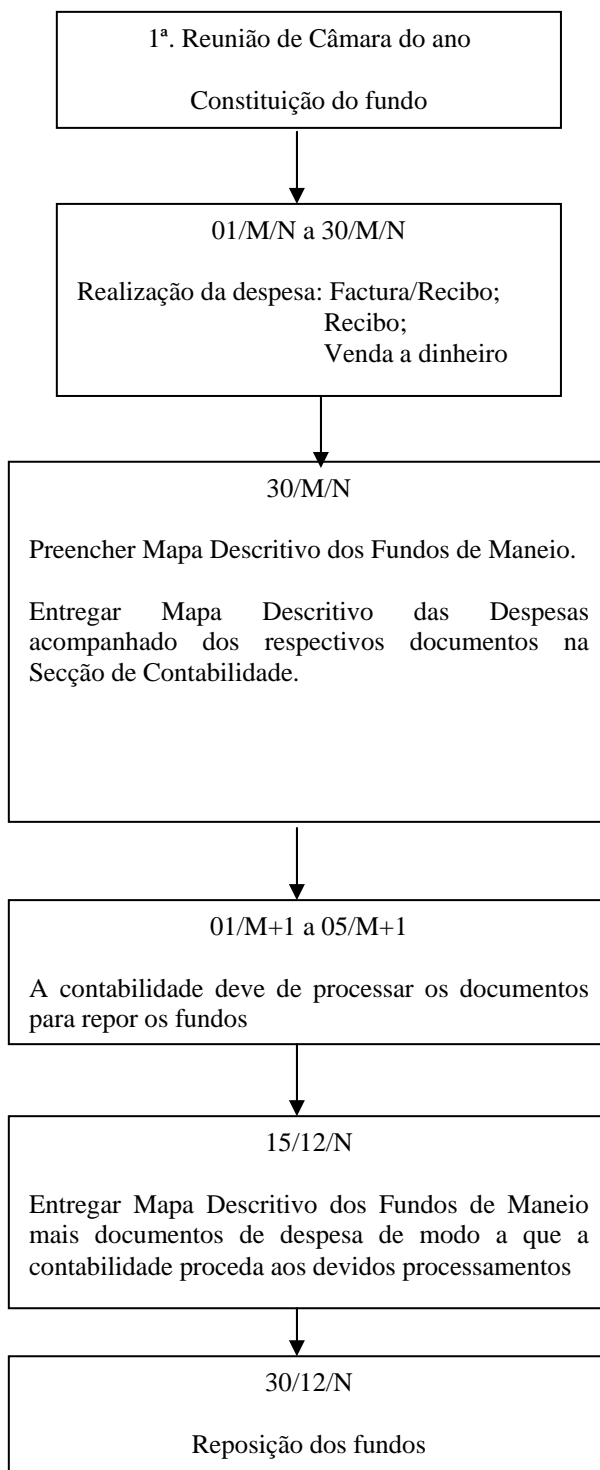 1ª. Reunião de Câmara do ano
Constituição do fundo
01/M/N a 30/M/N
Realização da despesa: Factura/Recibo;
Recibo;
Venda a dinheiro
30/M/N
Preencher Mapa Descritivo dos Fundos de Maneio.
Entregar Mapa Descritivo das Despesas
acompanhado dos respectivos documentos na
Secção de Contabilidade.
01/M+1 a 05/M+1
A contabilidade deve de processar os documentos
para repor os fundos
15/12/N
Entregar Mapa Descritivo dos Fundos de Maneio
mais documentos de despesa de modo a que a
contabilidade proceda aos devidos processamentos
30/12/N
Reposição dos fundos